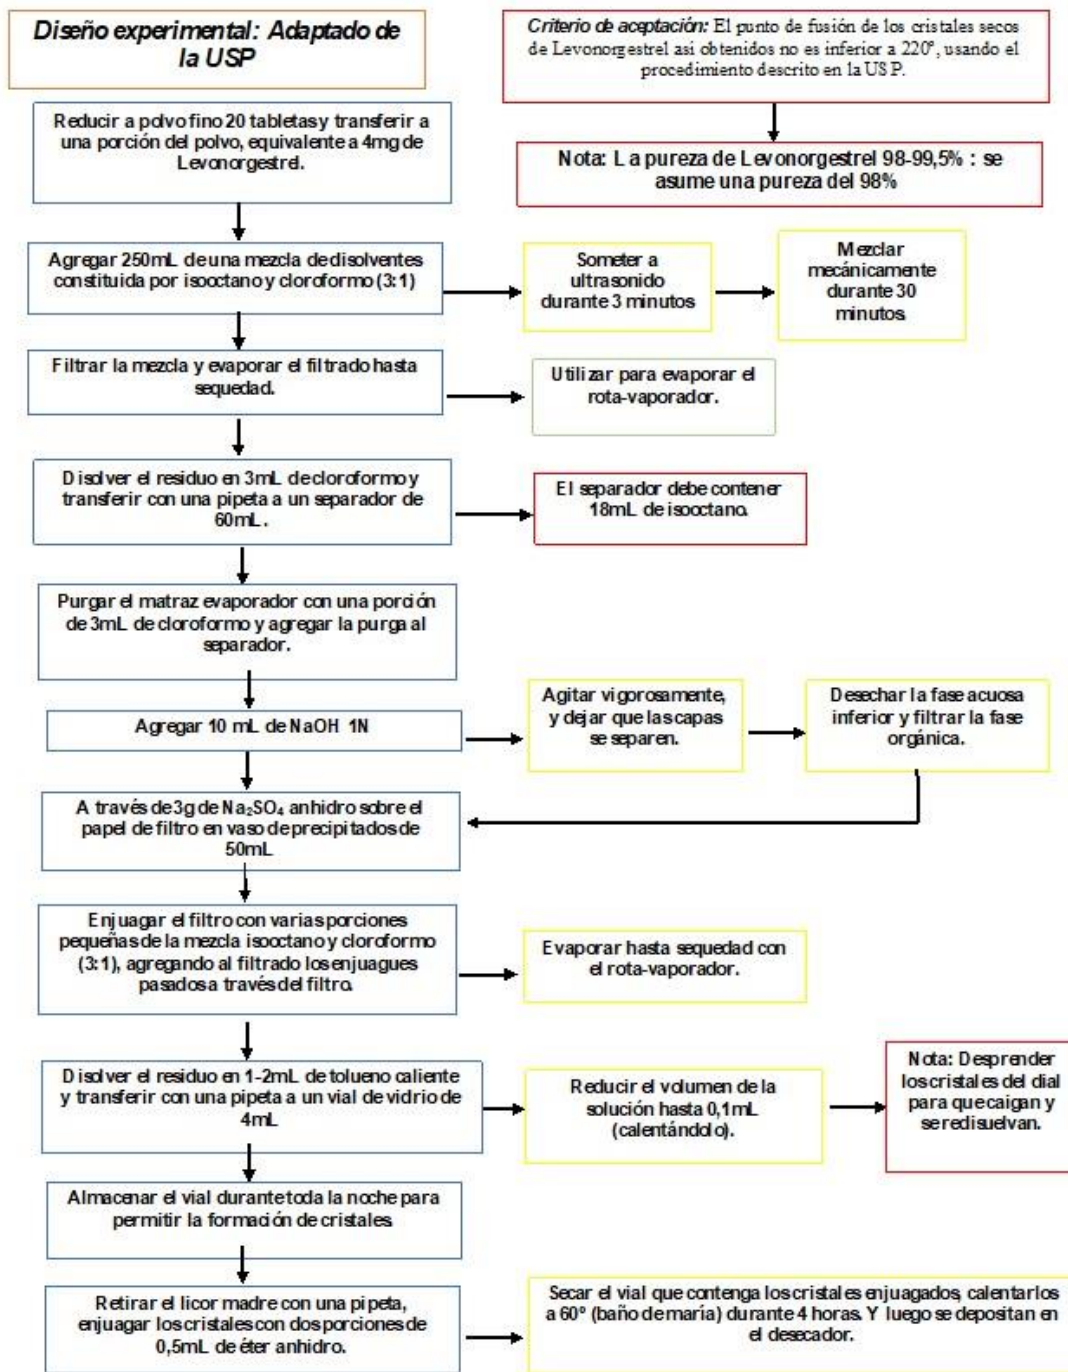 Diseño experimental: Adaptado de
la USP
Criterio de aceptación: El punto de fusión de los cristales secos
de Levonorgestrel asi obtenidos no es inferior a 220º, usando el
procedimiento descrito en la USP.
Reducir a polvo fino 20 tabletas y transferir a
una porción del polvo, equivalente a 4mg de
Levonorgestrel.
Nota: La pureza de Levonorgestrel 98-99,5% : se
asume una pureza del 98%
Agregar 250mL de una mezcla de disolventes
constituida por isooctano y cloroformo (3:1)
Someter a
ultrasonido
durante 3 minutos
Mezclar
mecánicamente
durante 30
minutos.
Filtrar la mezcla y evaporar el filtrado hasta
sequedad.
Utilizar para evaporar el
rota-vaporador.
Disolver el residuo en 3mL de cloroformo y
transferir con una pipeta a un separador de
60mL.
El separador debe contener
18mL de isooctano.
Purgar el matraz evaporador con una porción
de 3mL de cloroformo y agregar la purga al
separador.
Agregar 10 mL de NaOH 1N
Agitar vigorosamente,
y dejar que las capas
se separen.
Desechar la fase acuosa
inferior y filtrar la fase
orgánica.
A través de 3g de Na₂SO₄ anhidro sobre el
papel de filtro en vaso de precipitados de
50mL
Enjuagar el filtro con varias porciones
pequeñas de la mezcla isooctano y cloroformo
(3:1), agregando al filtrado los enjuagues
pasados a través del filtro.
Evaporar hasta sequedad con
el rota-vaporador.
Disolver el residuo en 1-2mL de tolueno caliente
y transferir con una pipeta a un vial de vidrio de
4mL
Reducir el volumen de la
solución hasta 0,1mL
(calentándolo).
Nota: Desprender
los cristales del dial
para que caigan y
se redisuelvan.
Almacenar el vial durante toda la noche para
permitir la formación de cristales.
Retirar el licor madre con una pipeta,
enjuagar los cristales con dos porciones de
0,5mL de éter anhidro.
Secar el vial que contenga los cristales enjuagados, calentarlos
a 60º (baño de maría) durante 4 horas. Y luego se depositan en
el desecador.